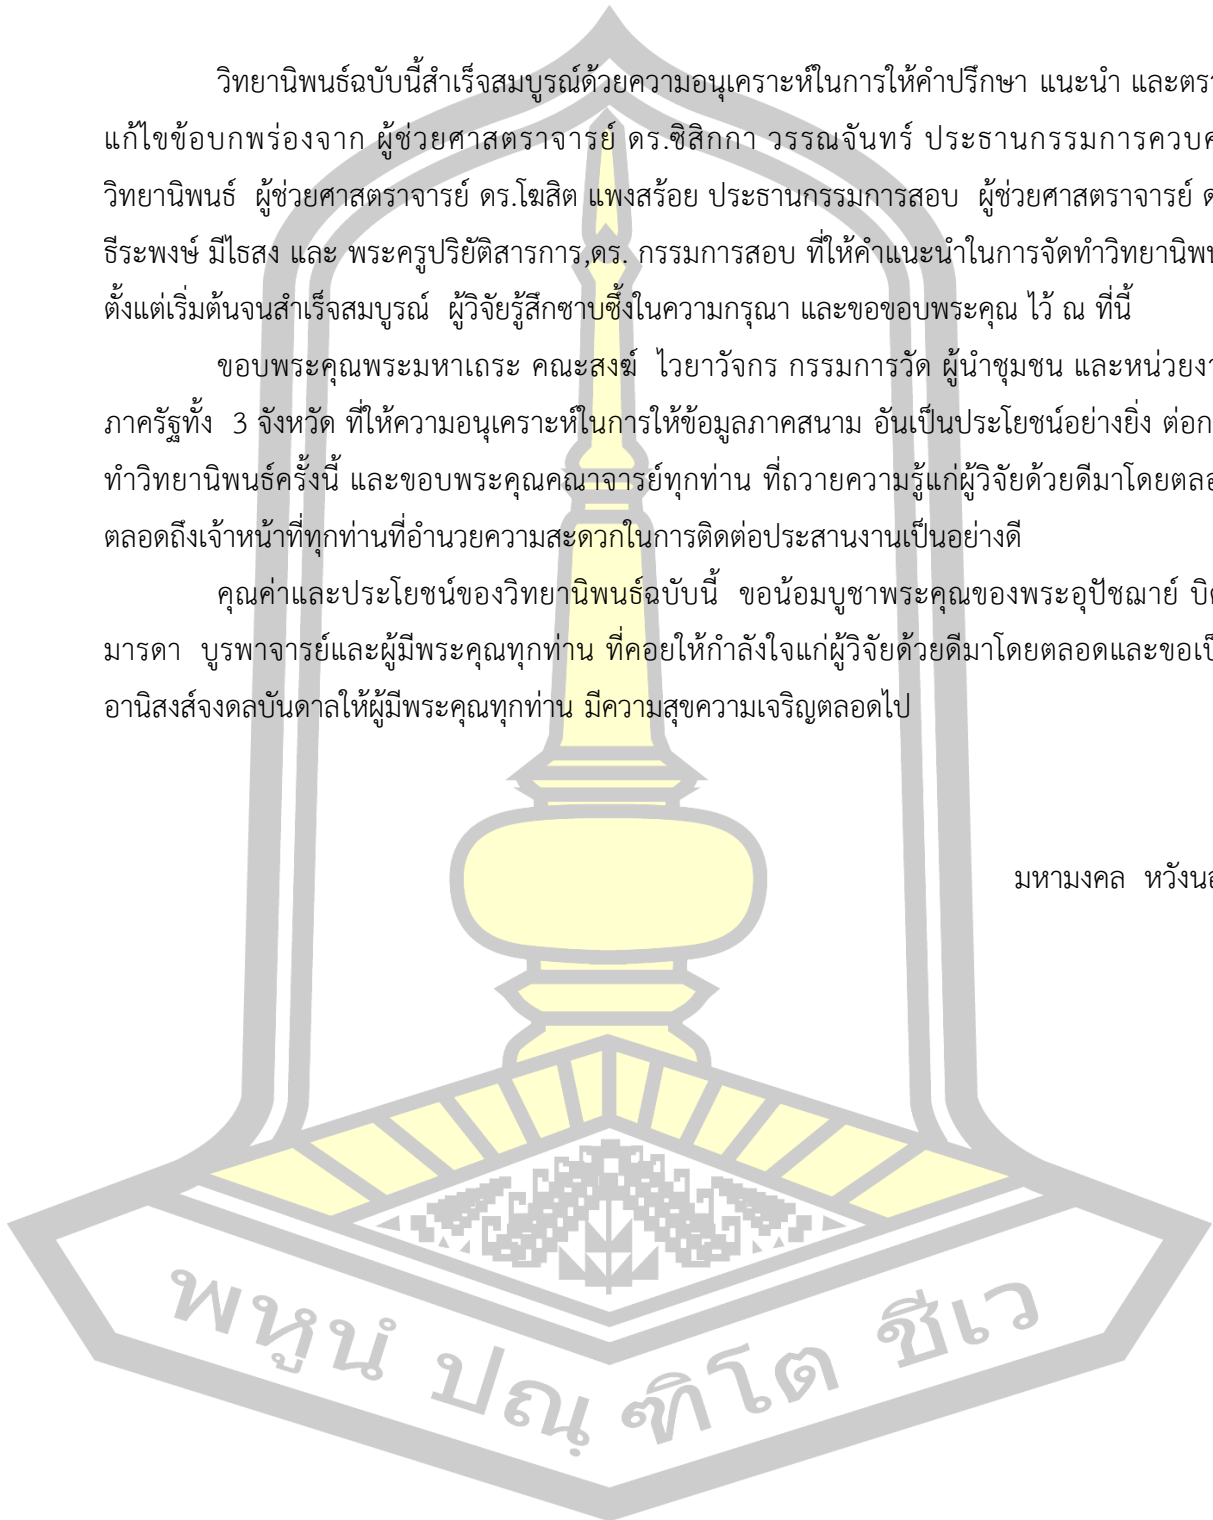 วิทยานิพนธ์ฉบับนี้สำเร็จสมบูรณ์ด้วยความอนุเคราะห์ในการให้คำปรึกษา แนะนำ และตรา
แก้ไขข้อบกพร่องจาก ผู้ช่วยศาสตราจารย์ ดร.ซิสิกกา วรรณจันทร์ ประธานกรรมการควบค
วิทยานิพนธ์ ผู้ช่วยศาสตราจารย์ ดร.โฆสิต แพงสร้อย ประธานกรรมการสอบ ผู้ช่วยศาสตราจารย์
ธีระพงษ์ มีไธสง และ พระครูปริยัติสารการ,ดร. กรรมการสอบ ที่ให้คำแนะนำในการจัดทำวิทยานิพน
ตั้งแต่เริ่มต้นจนสำเร็จสมบูรณ์ ผู้วิจัยรู้สึกซาบซึ้งในความกรุณา และขอขอบพระคุณ ไว้ ณ ที่นี้
ขอบพระคุณพระมหาเถระ คณะสงฆ์ ไวยาวัจกร กรรมการวัด ผู้นำชุมชน และหน่วยงา
ภาครัฐทั้ง 3 จังหวัด ที่ให้ความอนุเคราะห์ในการให้ข้อมูลภาคสนาม อันเป็นประโยชน์อย่างยิ่ง ต่อก
ทำวิทยานิพนธ์ครั้งนี้ และขอบพระคุณคณาจารย์ทุกท่าน ที่ถวายความรู้แก่ผู้วิจัยด้วยดีมาโดยตลอ
ตลอดถึงเจ้าหน้าที่ทุกท่านที่อำนวยความสะดวกในการติดต่อประสานงานเป็นอย่างดี
คุณค่าและประโยชน์ของวิทยานิพนธ์ฉบับนี้ ขอน้อมบูชาพระคุณของพระอุปัชฌาย์ บิด
มารดา บูรพาจารย์และผู้มีพระคุณทุกท่าน ที่คอยให้กำลังใจแก่ผู้วิจัยด้วยดีมาโดยตลอดและขอเป็
อานิสงส์จงดลบันดาลให้ผู้มีพระคุณทุกท่าน มีความสุขความเจริญตลอดไป
มหามงคล หวังนอ
พหูนํ ปณฺฑิโต ชีเว